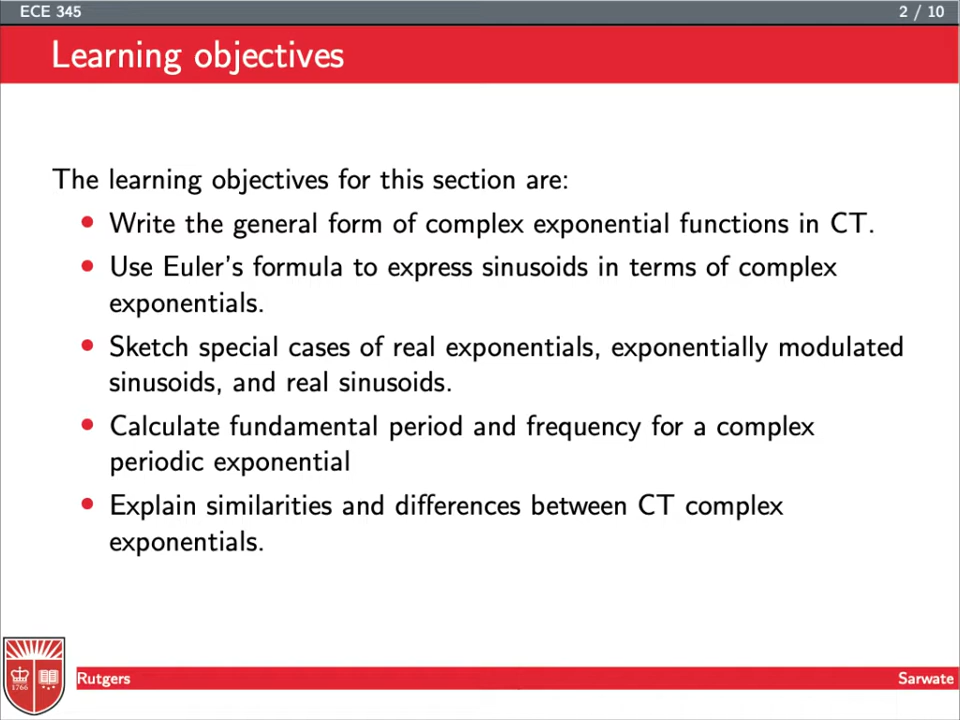 ECE 345
2 / 10
Learning objectives
The learning objectives for this section are:
• Write the general form of complex exponential functions in CT.
• Use Euler's formula to express sinusoids in terms of complex
exponentials.
• Sketch special cases of real exponentials, exponentially modulated
sinusoids, and real sinusoids.
• Calculate fundamental period and frequency for a complex
periodic exponential
• Explain similarities and differences between CT complex
exponentials.
1766
Rutgers
Sarwate